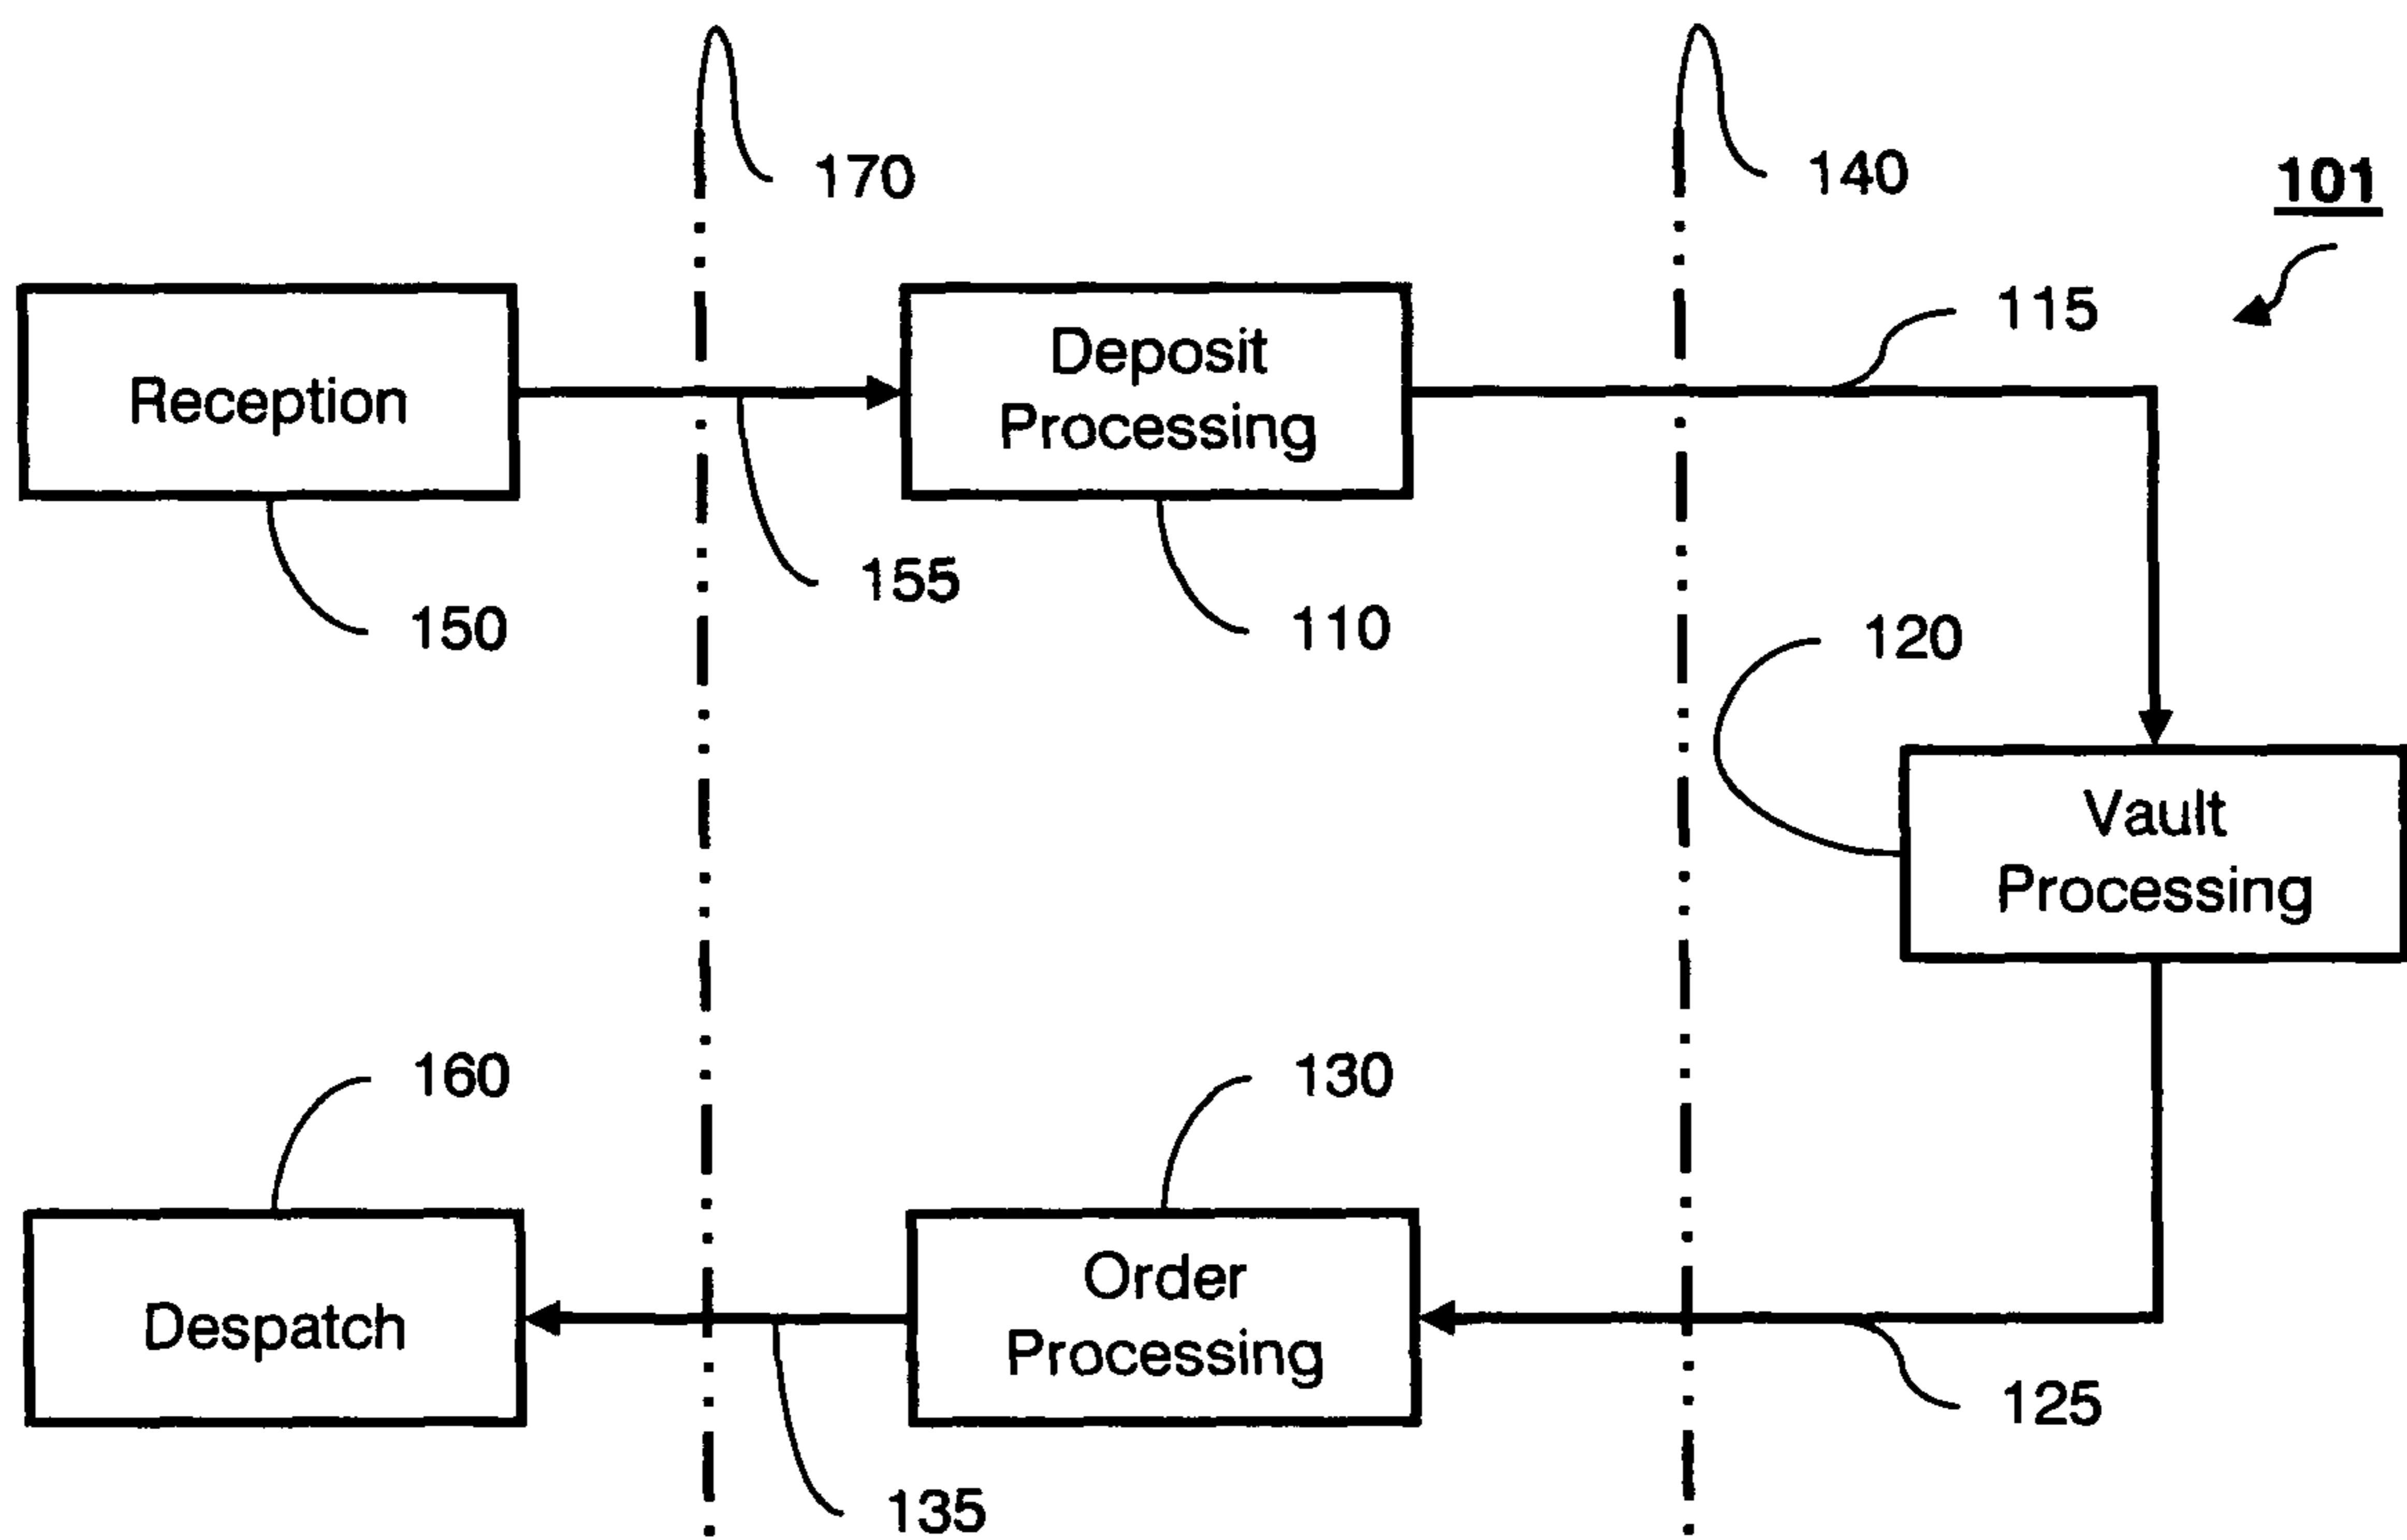 170
140
101
115
Reception
Deposit
Processing
155
150
110
120
Vault
Processing
160
130
Despatch
Order
Processing
125
135